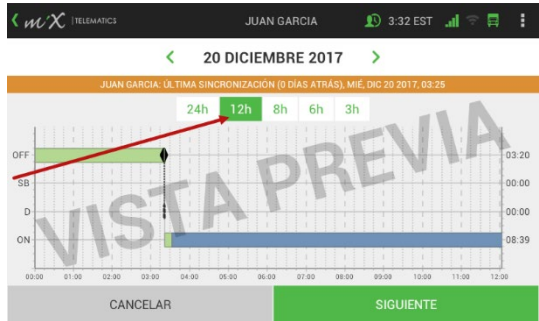 miX | TELEMATICS JUAN GARCIA 3:32 EST
20 DICIEMBRE 2017
JUAN GARCIA: ÚLTIMA SINCRONIZACIÓN (0 DÍAS ATRÁS), MIÉ, DIC 20 2017, 03:25
24h 12h 8h 6h 3h
VISTA PREVIA
OFF 03:20
SB 00:00
D 00:00
ON 08:39
00:00 01:00 02:00 03:00 04:00 05:00 06:00 07:00 08:00 09:00 10:00 11:00 12:00
CANCELAR SIGUIENTE